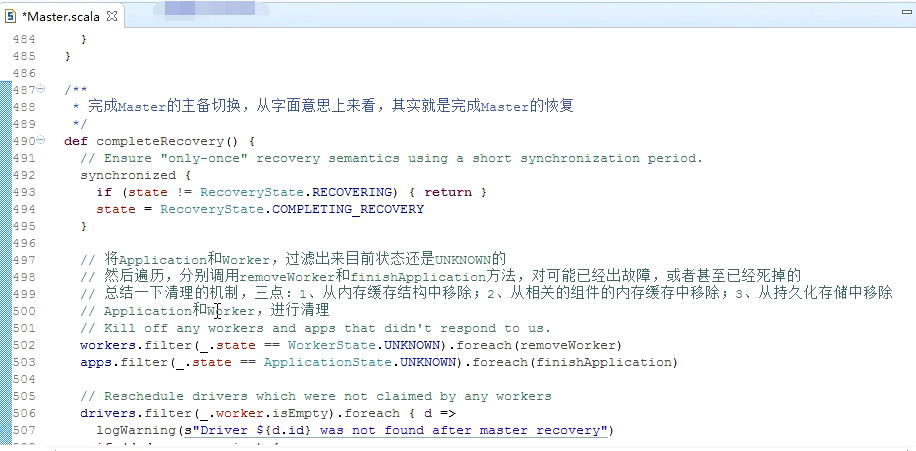 *Master.scala
484 }
485 }
486
487 /**
488 * 完成Master的主备切换，从字面意思上来看，其实就是完成Master的恢复
489 */
490 def completeRecovery() {
491 // Ensure "only-once" recovery semantics using a short synchronization period.
492 synchronized {
493 if (state != RecoveryState.RECOVERING) { return }
494 state = RecoveryState.COMPLETING_RECOVERY
495 }
496
497 // 将Application和Worker，过滤出来目前状态还是UNKNOWN的
498 // 然后遍历，分别调用removeWorker和finishApplication方法，对可能已经出故障，或者甚至已经死掉的
499 // 总结一下清理的机制，三点：1、从内存缓存结构中移除；2、从相关的组件的内存缓存中移除；3、从持久化存储中移除
500 // Application和Worker，进行清理
501 // Kill off any workers and apps that didn't respond to us.
502 workers.filter(_.state == WorkerState.UNKNOWN).foreach(removeWorker)
503 apps.filter(_.state == ApplicationState.UNKNOWN).foreach(finishApplication)
504
505 // Reschedule drivers which were not claimed by any workers
506 drivers.filter(_.worker.isEmpty).foreach { d =>
507 logWarning(s"Driver ${d.id} was not found after master recovery")